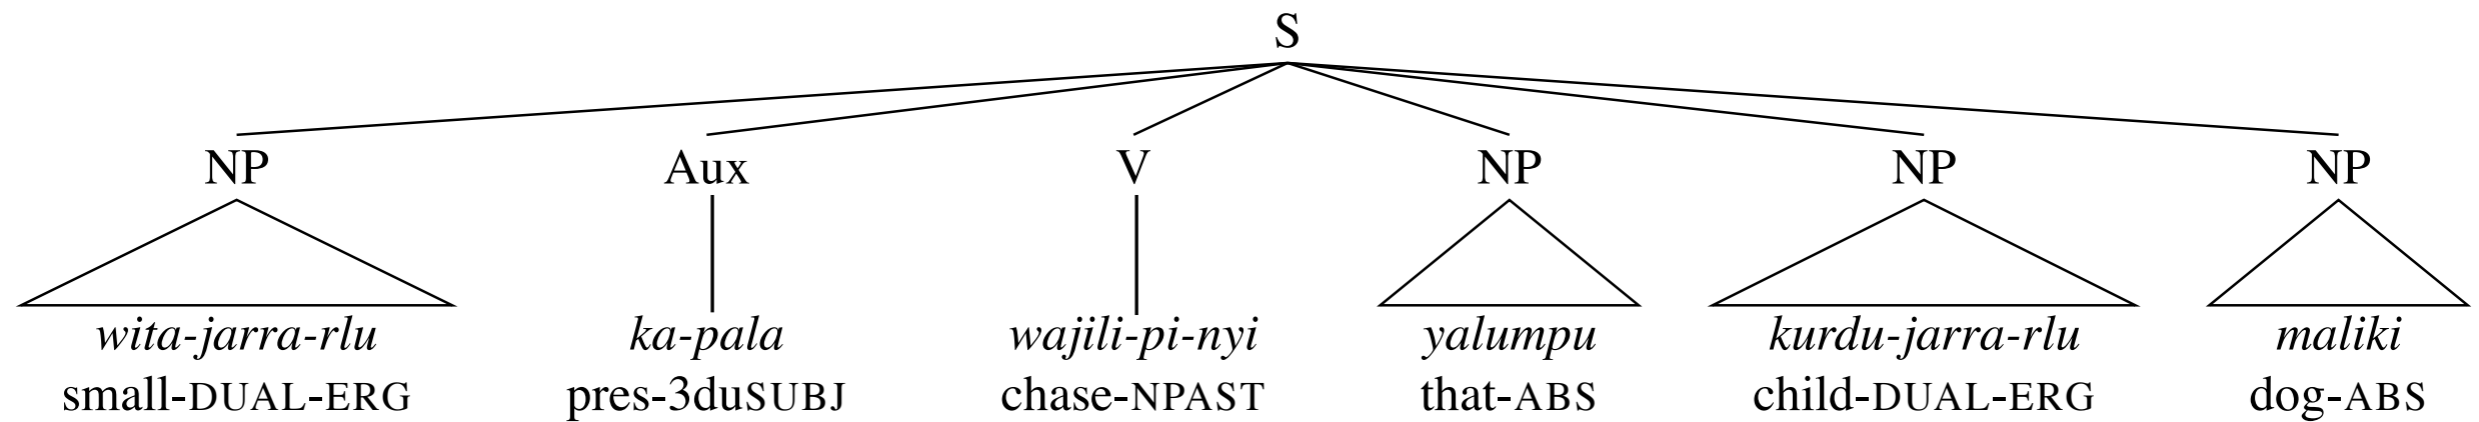 S
NP Aux V NP NP NP
wita-jarra-rlu ka-pala wajili-pi-nyi yalumpu kurdu-jarra-rlu maliki
small-DUAL-ERG pres-3duSUBJ chase-NPAST that-ABS child-DUAL-ERG dog-ABS